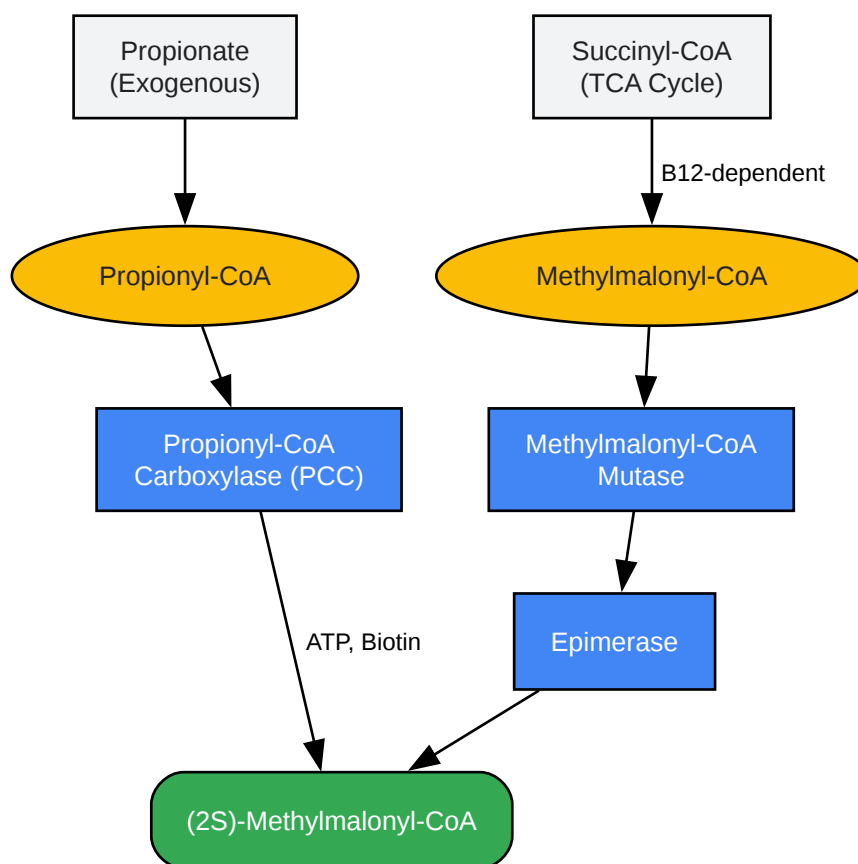 Propionate
(Exogenous)
Succinyl-CoA
(TCA Cycle)
B12-dependent
Propionyl-CoA
Methylmalonyl-CoA
Propionyl-CoA
Carboxylase (PCC)
Methylmalonyl-CoA
Mutase
ATP, Biotin
Epimerase
(2S)-Methylmalonyl-CoA